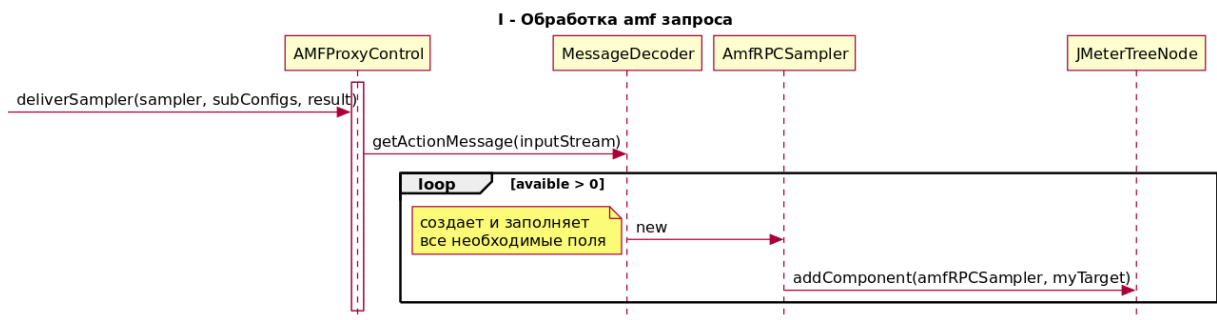 I - Обработка amf запроса
AMFProxyControl
MessageDecoder
AmfRPCSampler
JMeterTreeNode
deliverSampler(sampler, subConfigs, result)
getActionMessage(inputStream)
loop
[avaible > 0]
создает и заполняет
все необходимые поля
new
addComponent(amfRPCSampler, myTarget)